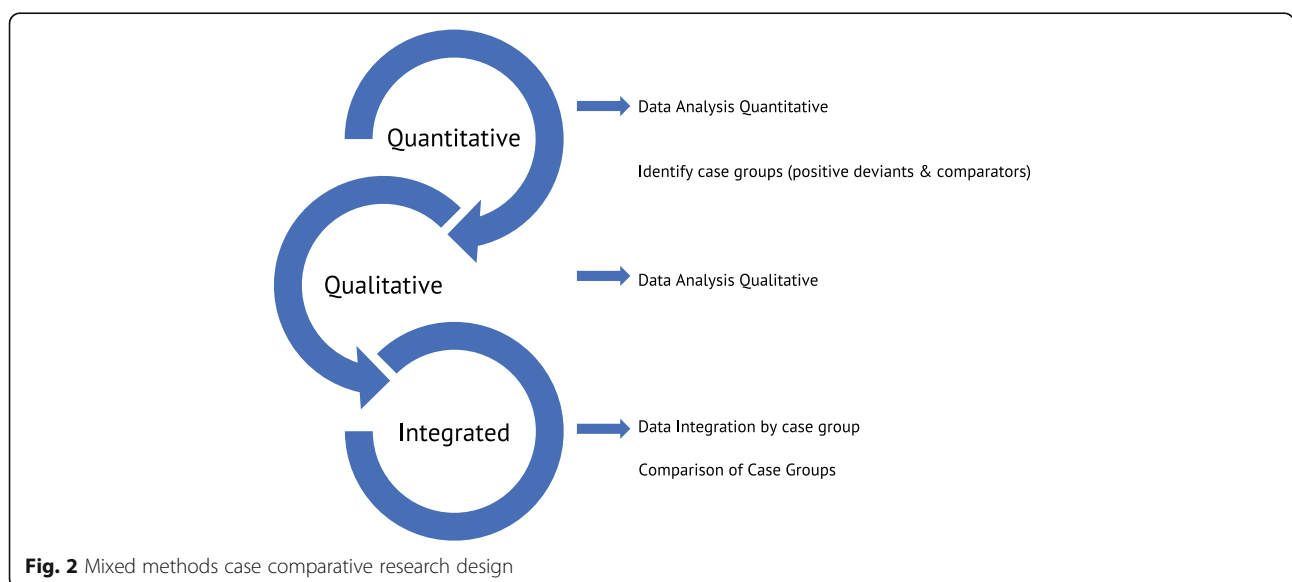 Quantitative
Data Analysis Quantitative
Identify case groups (positive deviants & comparators)
Qualitative
Data Analysis Qualitative
Integrated
Data Integration by case group
Comparison of Case Groups
Fig. 2 Mixed methods case comparative research design